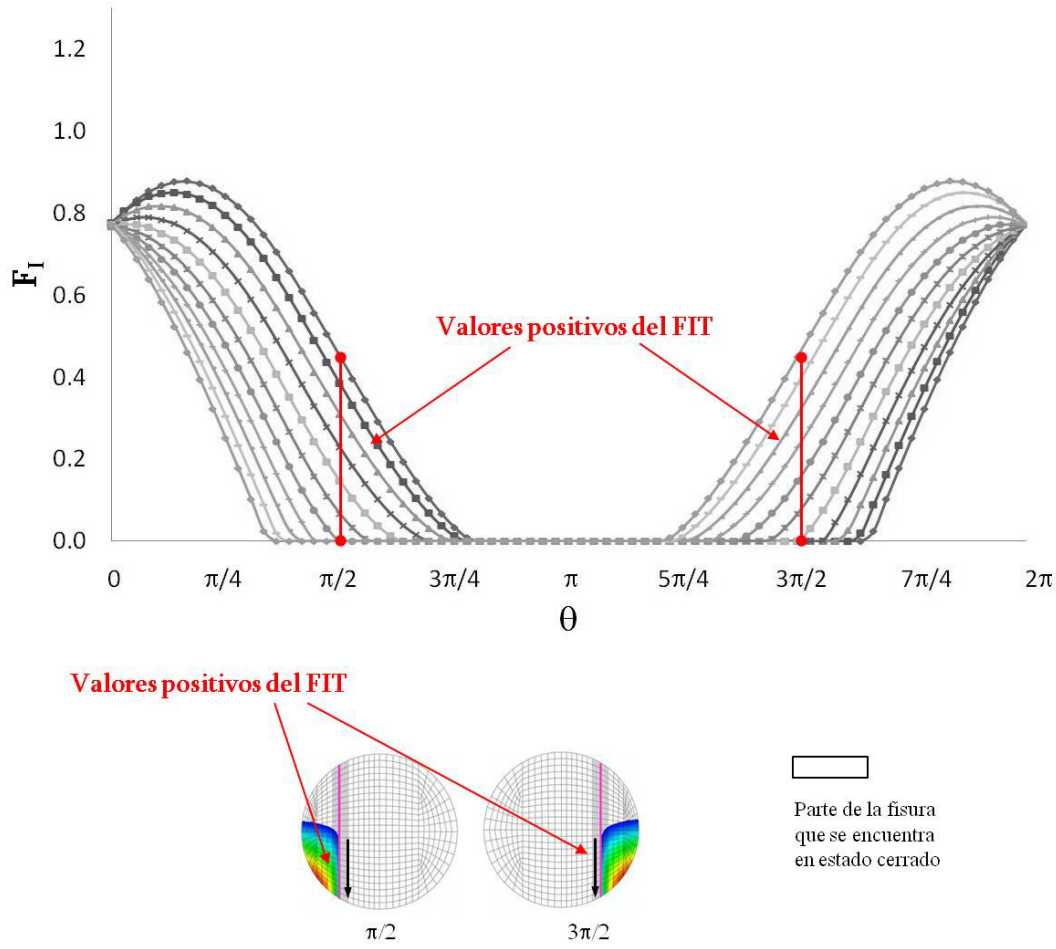 1.2
1.0
0.8
0.6
0.4
0.2
0.0
F_I
Valores positivos del FIT
0 π/4 π/2 3π/4 π 5π/4 3π/2 7π/4 2π
θ
Valores positivos del FIT
π/2
3π/2
Parte de la fisura
que se encuentra
en estado cerrado